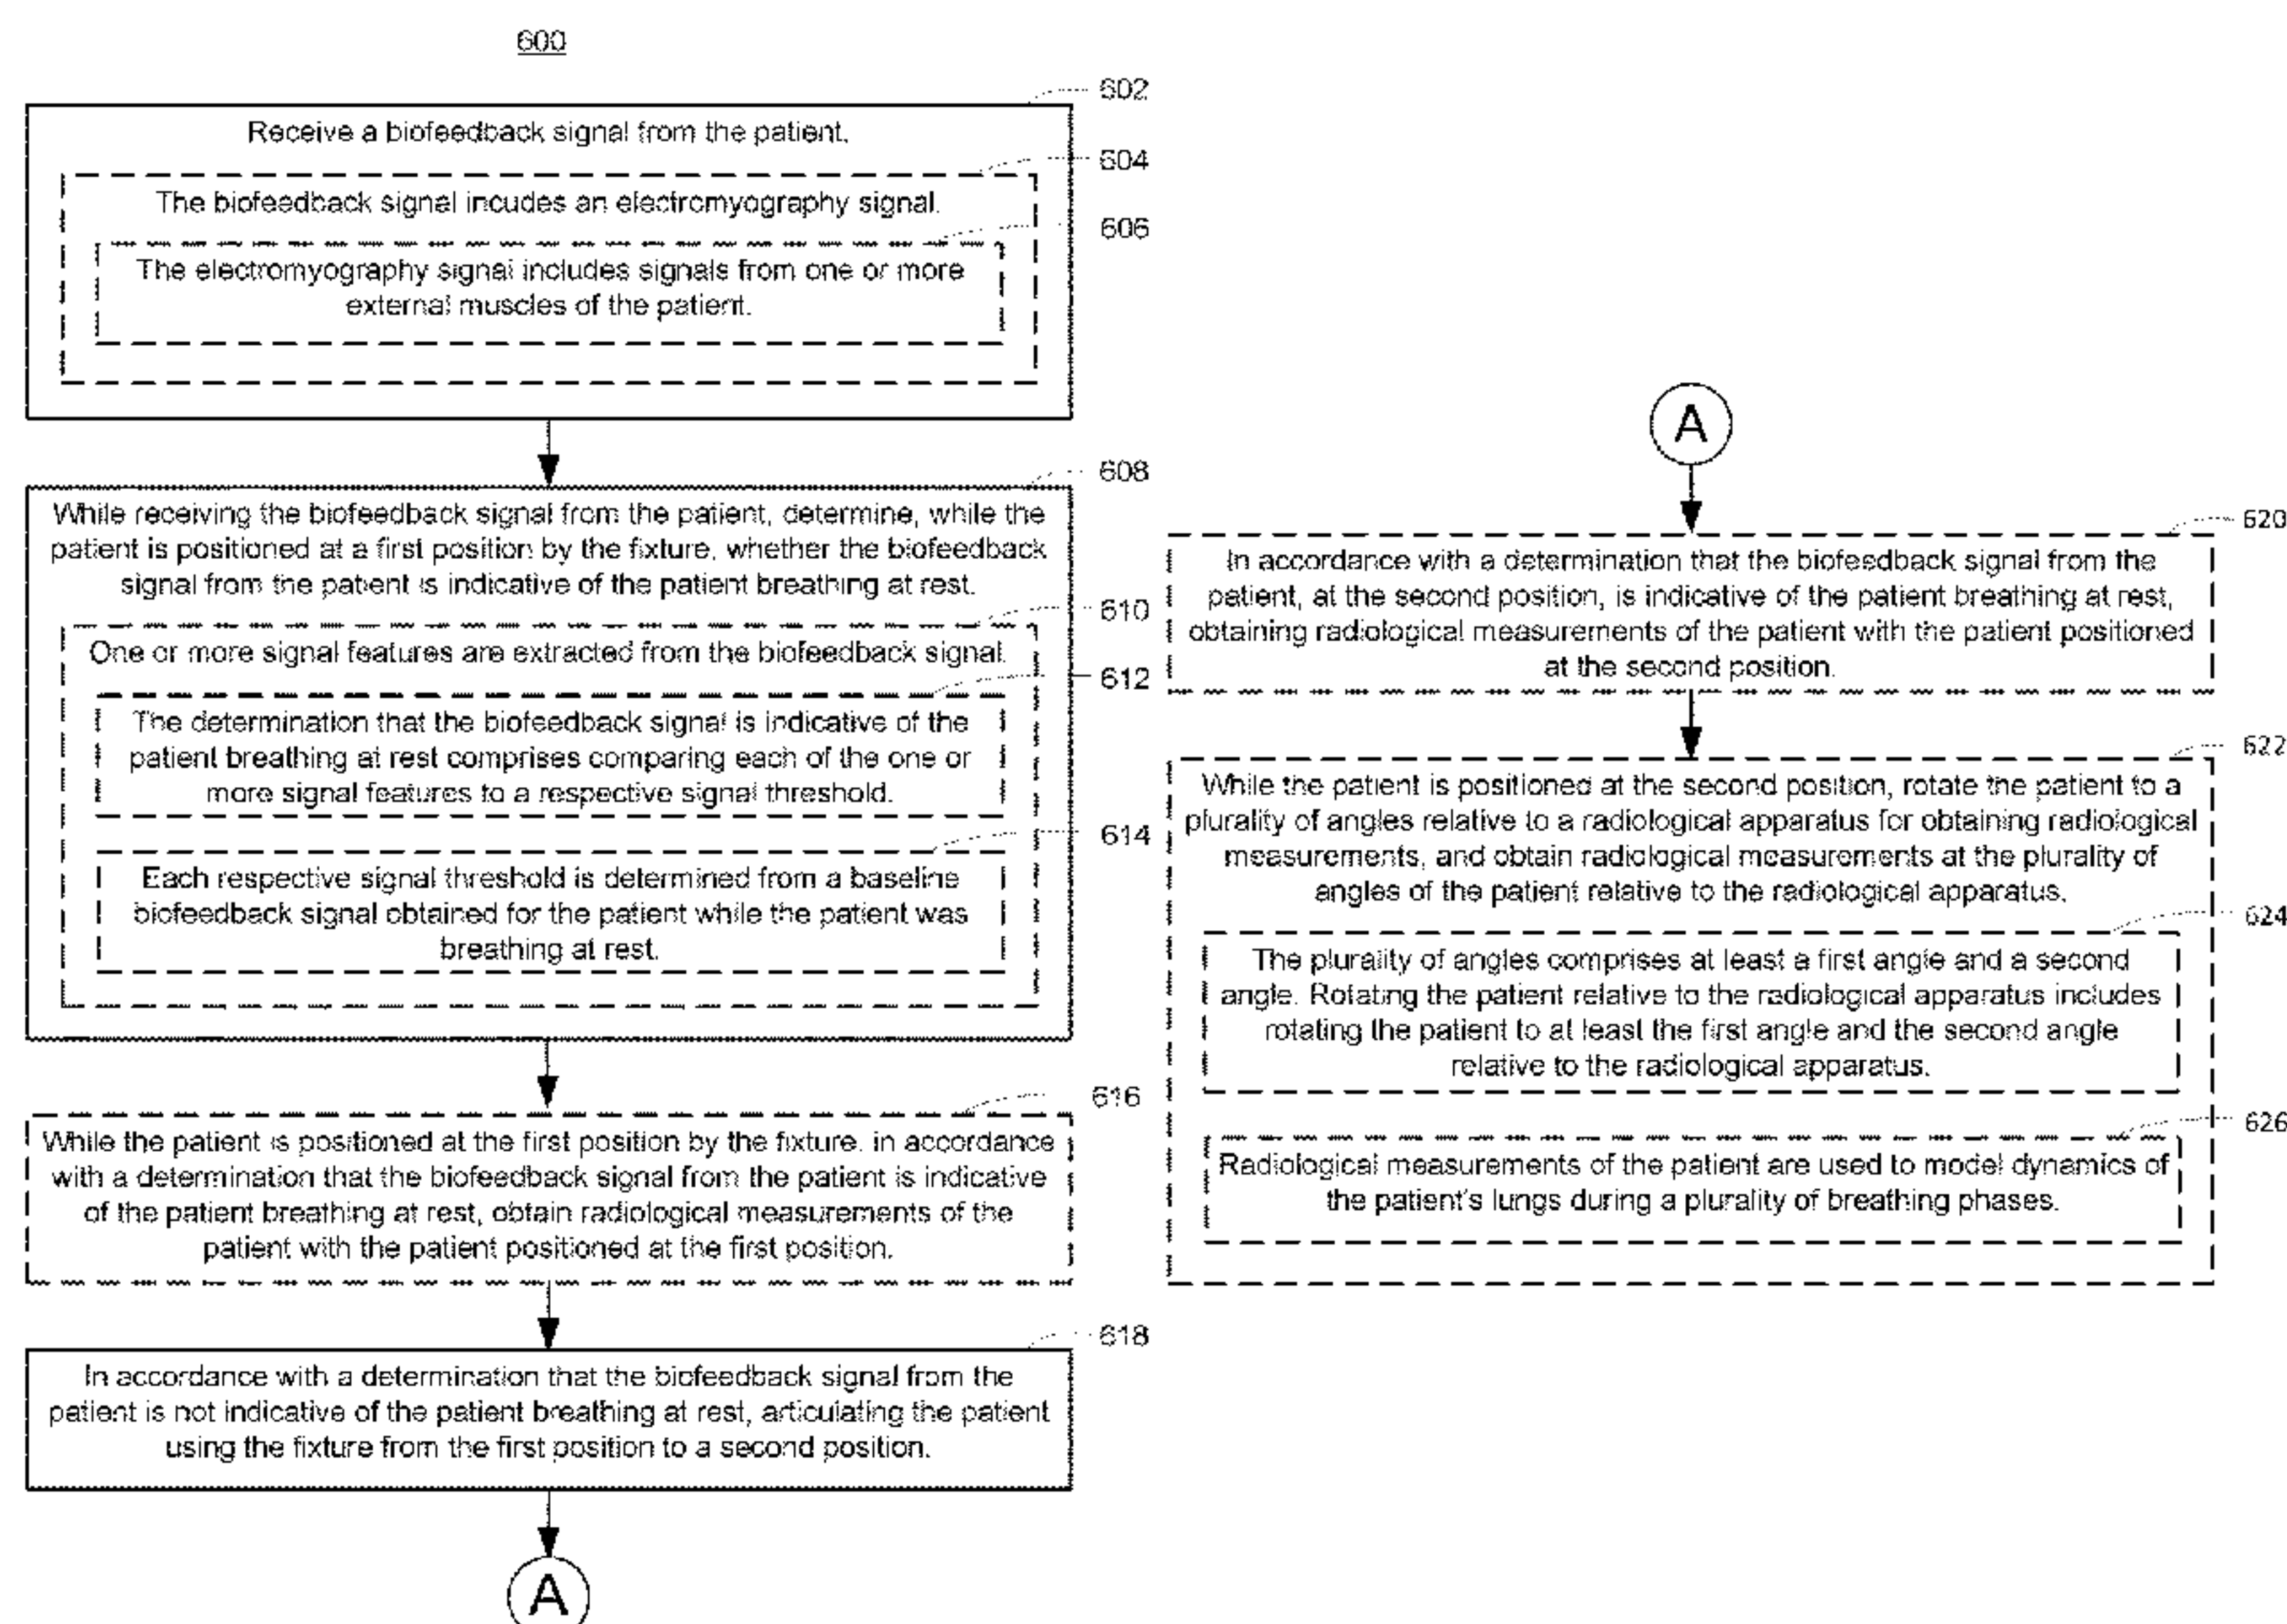 600
602
Receive a biofeedback signal from the patient.
604
The biofeedback signal incudes an electromyography signal.
606
The electromyography signal includes signals from one or more
external muscles of the patient.
608
While receiving the biofeedback signal from the patient, determine, while the
patient is positioned at a first position by the fixture, whether the biofeedback
signal from the patient is indicative of the patient breathing at rest.
610
One or more signal features are extracted from the biofeedback signal.
612
The determination that the biofeedback signal is indicative of the
patient breathing at rest comprises comparing each of the one or
more signal features to a respective signal threshold.
614
Each respective signal threshold is determined from a baseline
biofeedback signal obtained for the patient while the patient was
breathing at rest.
616
While the patient is positioned at the first position by the fixture, in accordance
with a determination that the biofeedback signal from the patient is indicative
of the patient breathing at rest, obtain radiological measurements of the
patient with the patient positioned at the first position.
618
In accordance with a determination that the biofeedback signal from the
patient is not indicative of the patient breathing at rest, articulating the patient
using the fixture from the first position to a second position.
A
A
620
In accordance with a determination that the biofeedback signal from the
patient, at the second position, is indicative of the patient breathing at rest,
obtaining radiological measurements of the patient with the patient positioned
at the second position.
622
While the patient is positioned at the second position, rotate the patient to a
plurality of angles relative to a radiological apparatus for obtaining radiological
measurements, and obtain radiological measurements at the plurality of
angles of the patient relative to the radiological apparatus.
624
The plurality of angles comprises at least a first angle and a second
angle. Rotating the patient relative to the radiological apparatus includes
rotating the patient to at least the first angle and the second angle
relative to the radiological apparatus.
626
Radiological measurements of the patient are used to model dynamics of
the patient's lungs during a plurality of breathing phases.